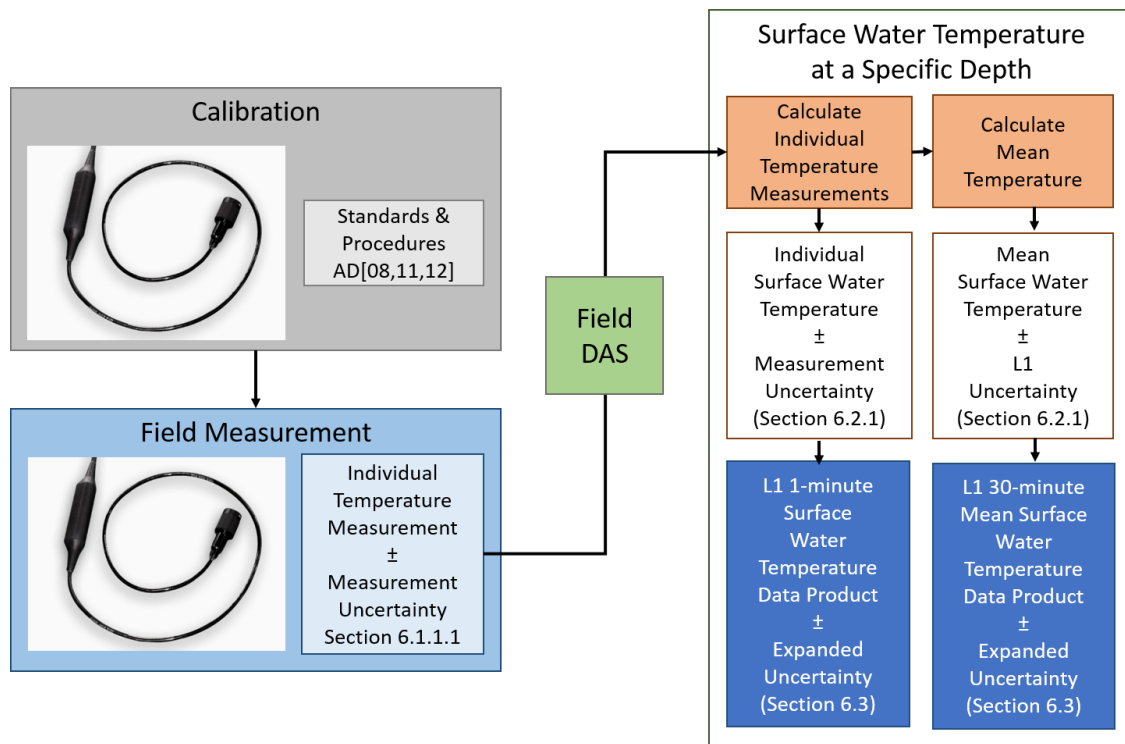 Calibration
Standards &
Procedures
AD[08,11,12]
Field Measurement
Individual
Temperature
Measurement
±
Measurement
Uncertainty
Section 6.1.1.1
Field
DAS
Surface Water Temperature
at a Specific Depth
Calculate
Individual
Temperature
Measurements
Calculate
Mean
Temperature
Individual
Surface Water
Temperature
±
Measurement
Uncertainty
(Section 6.2.1)
Mean
Surface Water
Temperature
±
L1
Uncertainty
(Section 6.2.1)
L1 1-minute
Surface
Water
Temperature
Data Product
±
Expanded
Uncertainty
(Section 6.3)
L1 30-minute
Mean Surface
Water
Temperature
Data Product
±
Expanded
Uncertainty
(Section 6.3)